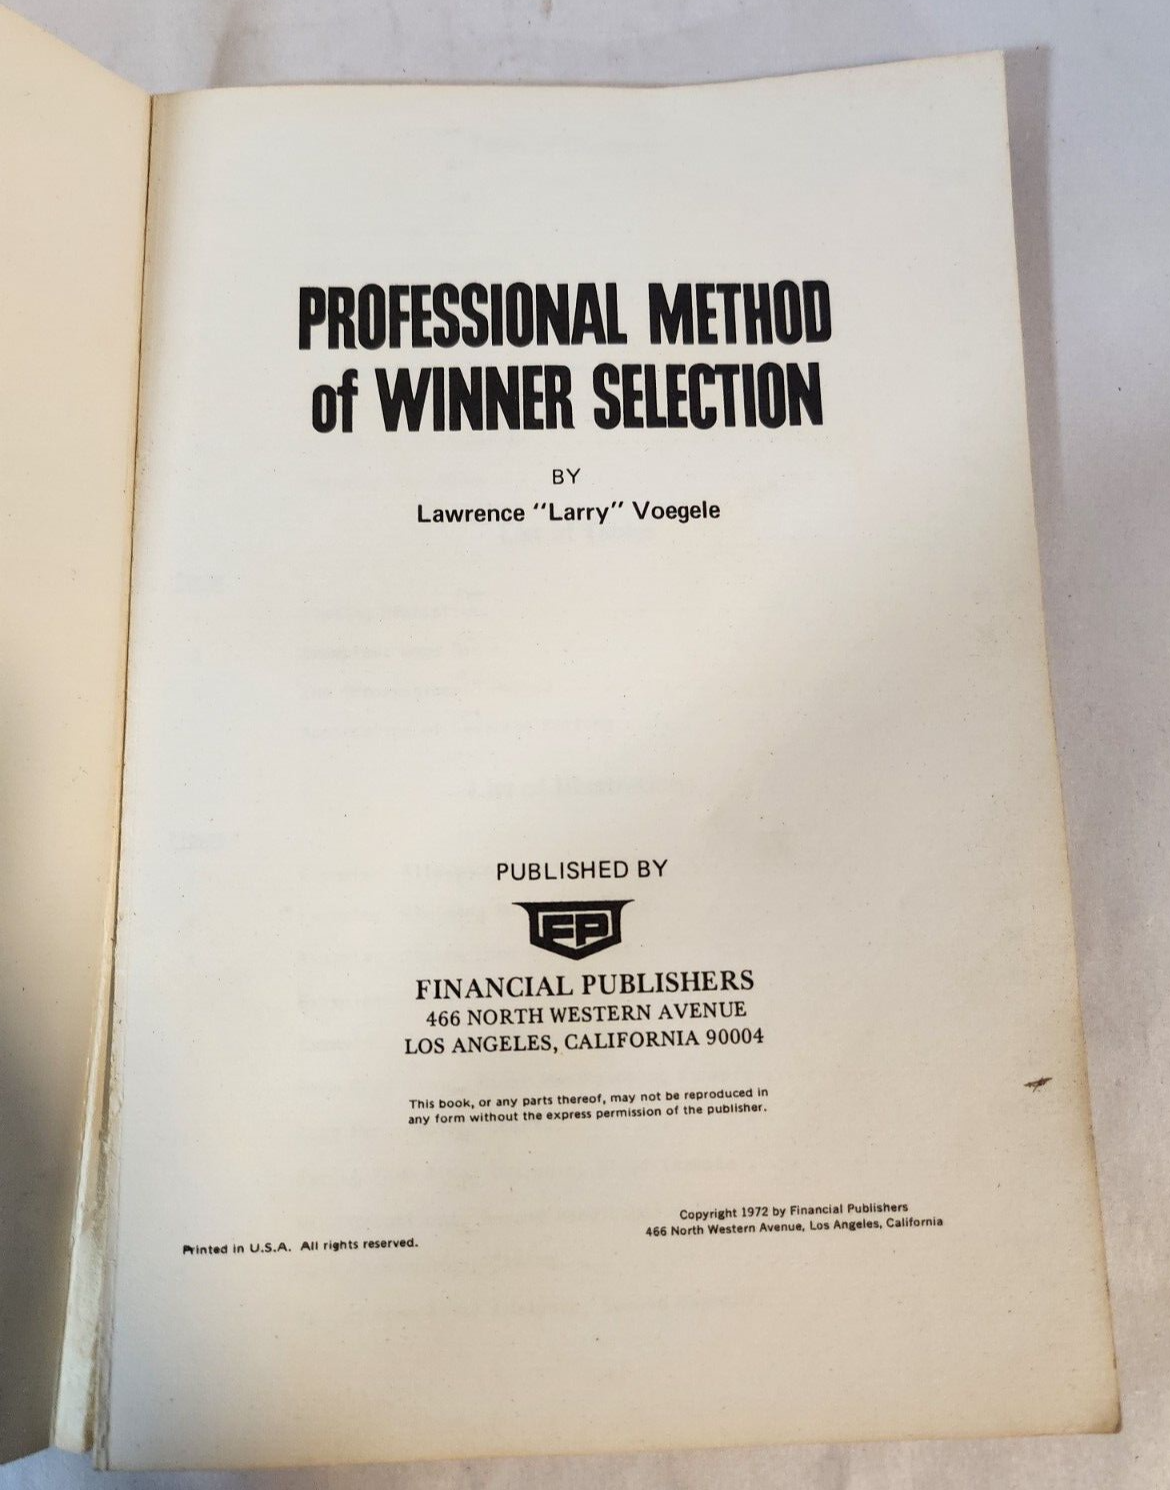 PROFESSIONAL METHOD
of WINNER SELECTION
BY
Lawrence "Larry" Voegele
PUBLISHED BY
FP
FINANCIAL PUBLISHERS
466 NORTH WESTERN AVENUE
LOS ANGELES, CALIFORNIA 90004
This book, or any parts thereof, may not be reproduced in
any form without the express permission of the publisher.
Copyright 1972 by Financial Publishers
466 North Western Avenue, Los Angeles, California
Printed in U.S.A. All rights reserved.